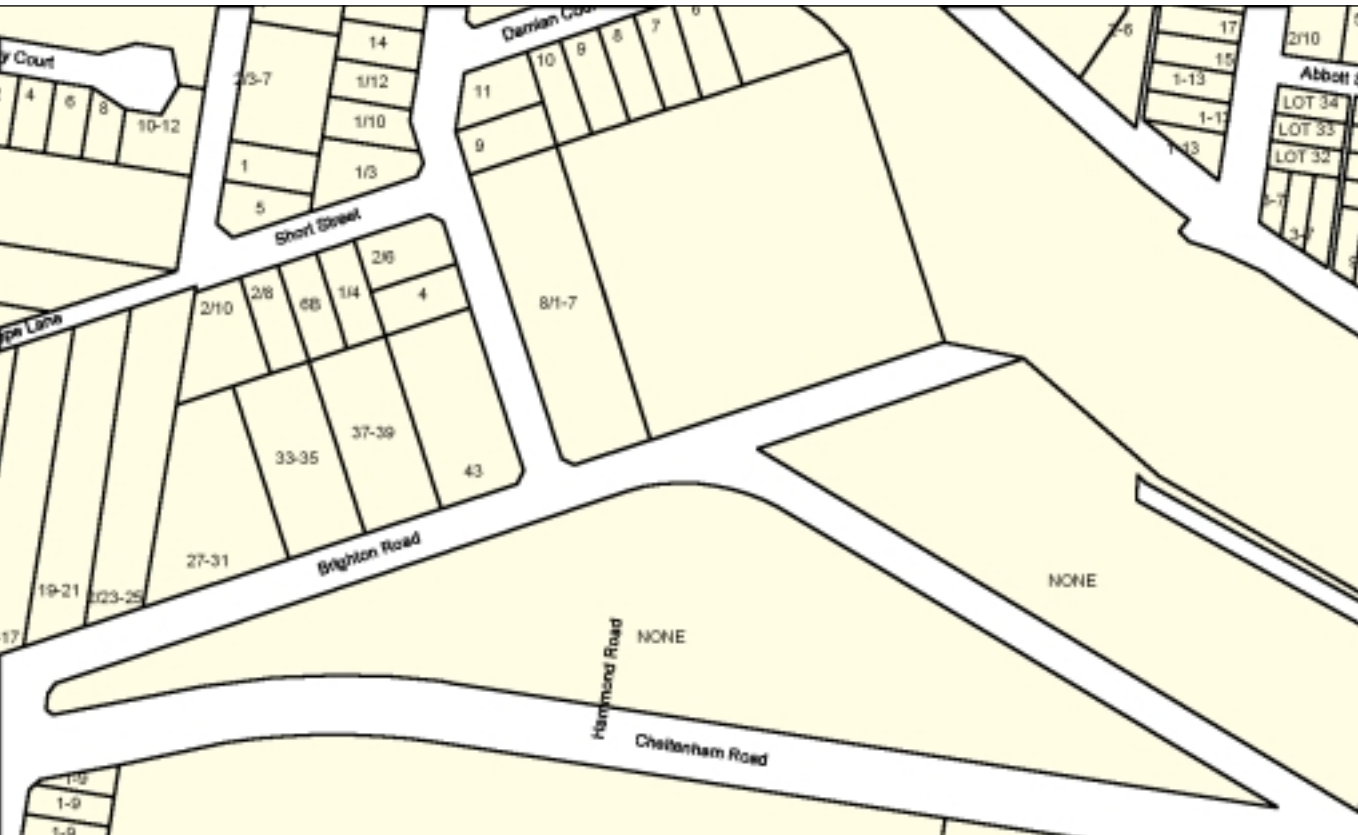 Damian
y Court
4
6
8
10-12
2/3-7
1
5
14
1/12
1/10
1/3
11
9
10
9
8
7
6
17
15
1-13
2/10
Abbott
LOT 34
LOT 33
LOT 32
Short Street
2/10
2/8
6B
1/4
2/6
4
8/1-7
Lane
33-35
37-39
43
27-31
19-21
/23-25
17
Brighton Road
NONE
NONE
Hammond Road
Cheltenham Road
1-9
1-9
1-9